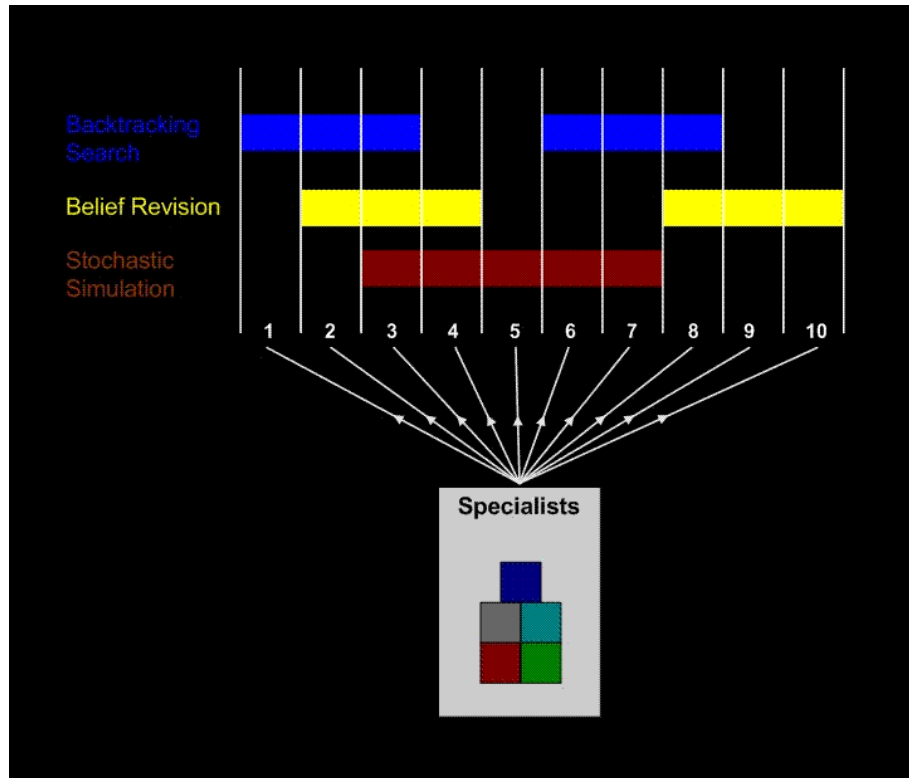 Backtracking
Search
Belief Revision
Stochastic
Simulation
1 2 3 4 5 6 7 8 9 10
Specialists